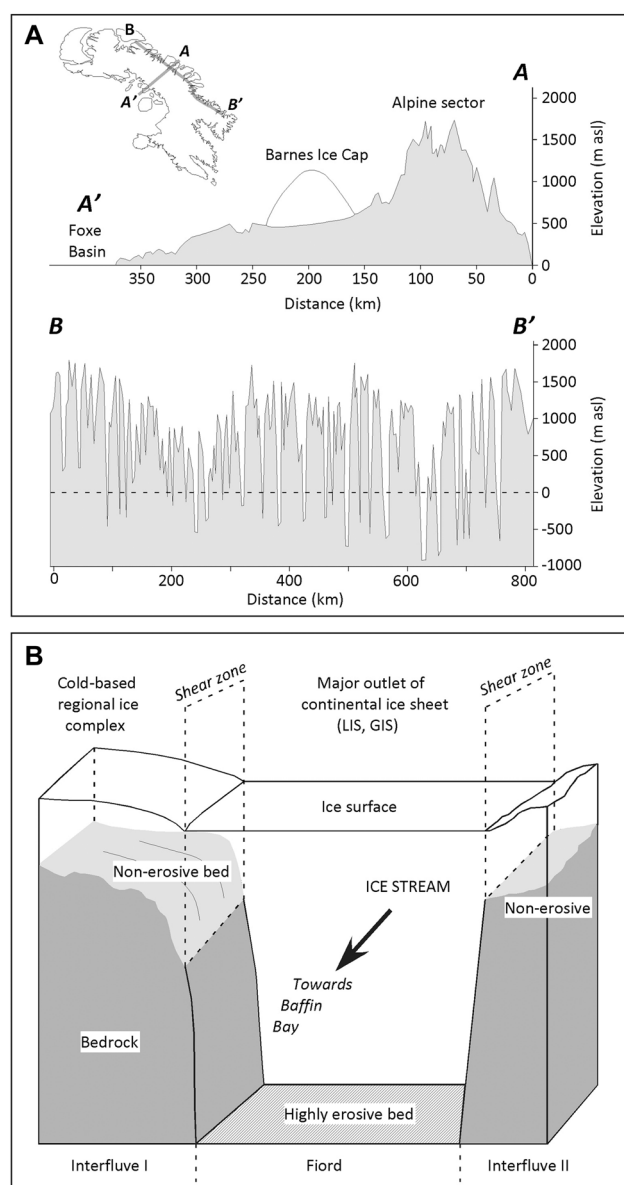 A
B
A
A'
B'
A
Alpine sector
Barnes Ice Cap
A'
Foxe
Basin
2000
1500
1000
500
0
Elevation (m asl)
350
300
250
200
150
100
50
0
Distance (km)
B
B'
2000
1500
1000
500
0
-500
-1000
Elevation (m asl)
0
200
400
600
800
Distance (km)
B
Cold-based
regional ice
complex
Shear zone
Major outlet of
continental ice sheet
(LIS, GIS)
Shear zone
Ice surface
Non-erosive bed
ICE STREAM
Non-erosive
Towards
Baffin
Bay
Bedrock
Highly erosive bed
Interfluve I
Fiord
Interfluve II